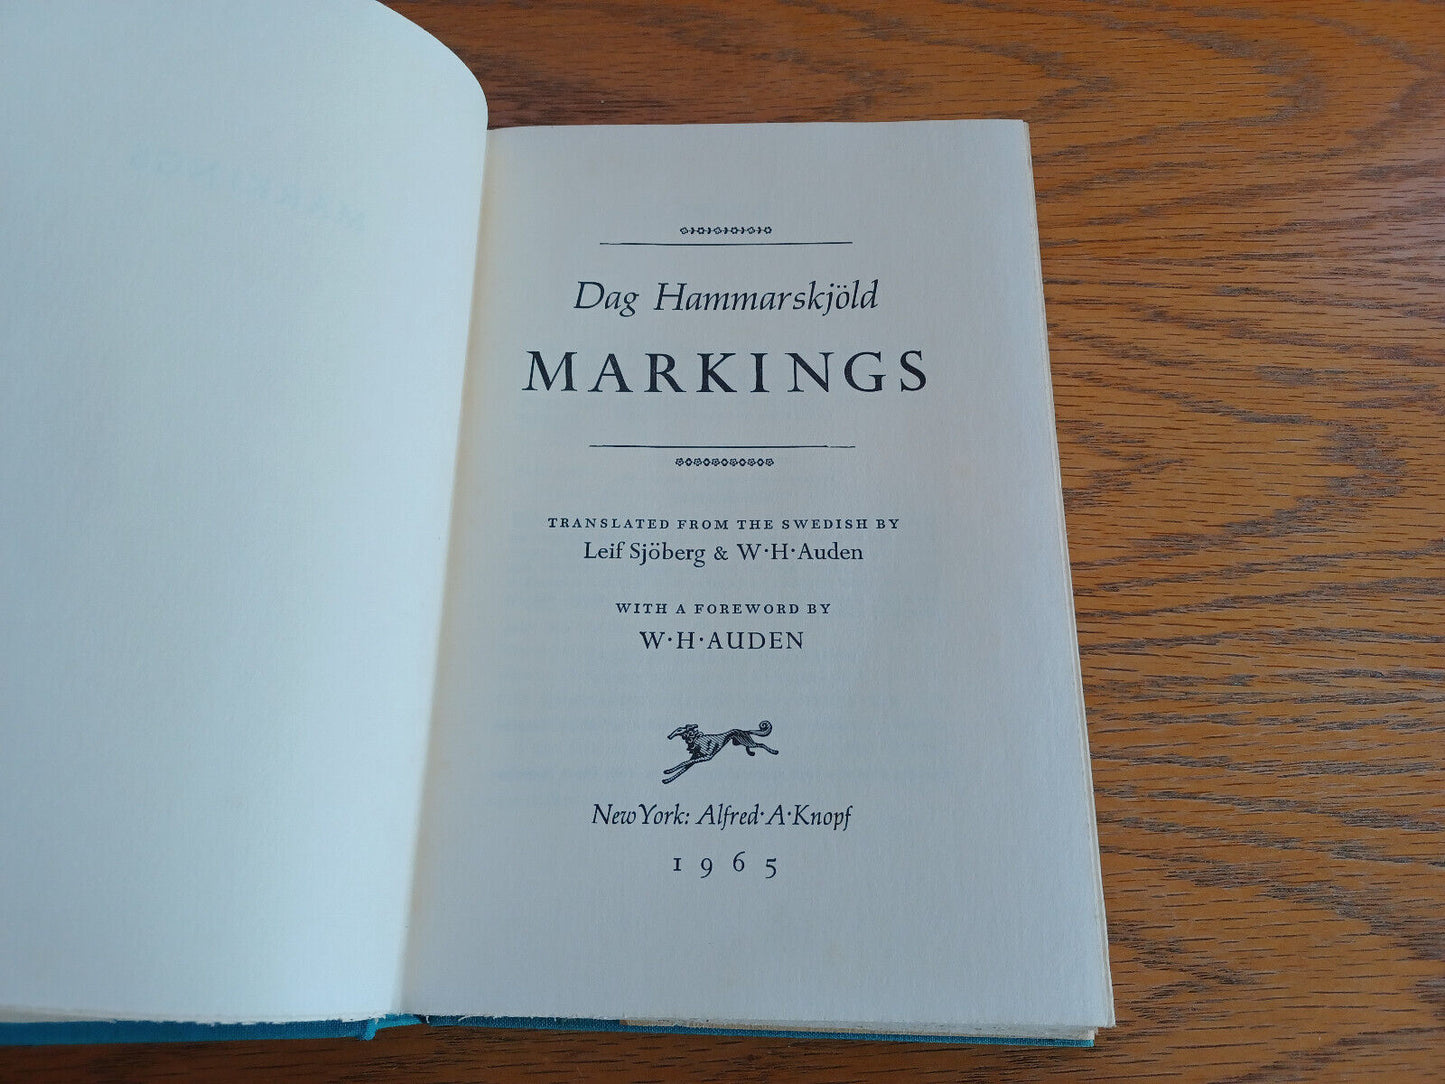 MARKINGS
Dag Hammarskjöld
MARKINGS
TRANSLATED FROM THE SWEDISH BY
Leif Sjöberg & W·H·Auden
WITH A FOREWORD BY
W·H·AUDEN
New York: Alfred·A·Knopf
1965